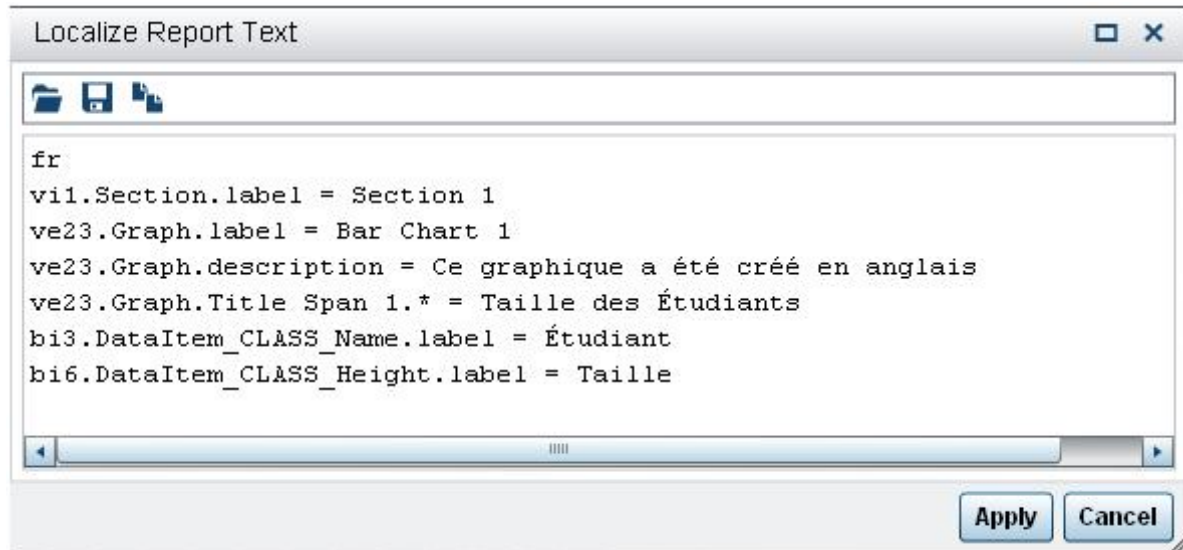 Localize Report Text
fr
vi1.Section.label = Section 1
ve23.Graph.label = Bar Chart 1
ve23.Graph.description = Ce graphique a été créé en anglais
ve23.Graph.Title Span 1.* = Taille des Étudiants
bi3.DataItem_CLASS_Name.label = Étudiant
bi6.DataItem_CLASS_Height.label = Taille
Apply Cancel